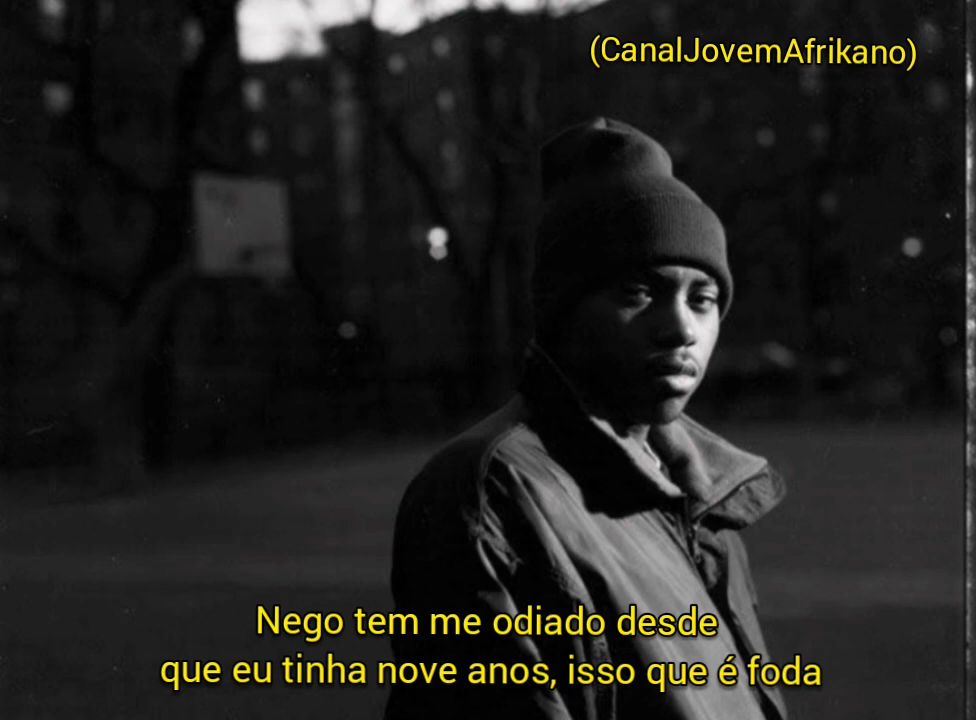 (CanalJovemAfrikano)
Nego tem me odiado desde
que eu tinha nove anos, isso que é foda